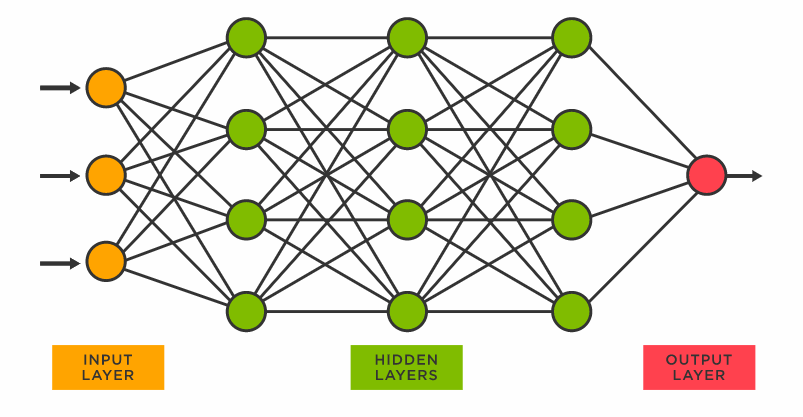 INPUT
LAYER
HIDDEN
LAYERS
OUTPUT
LAYER